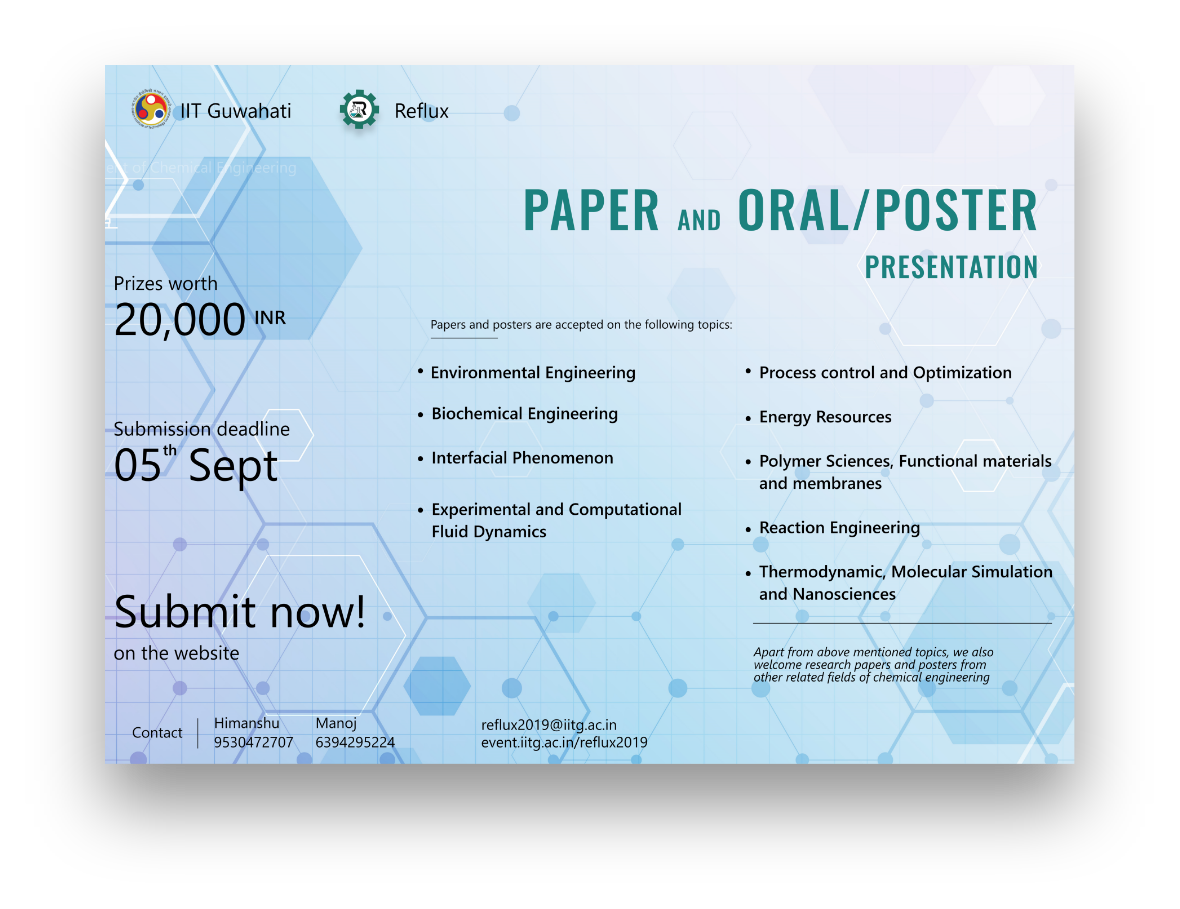 IIT Guwahati
Reflux
of Chemical Engineering
PAPER AND ORAL/POSTER
PRESENTATION
Prizes worth
20,000 INR
Submission deadline
05th Sept
Submit now!
on the website
Papers and posters are accepted on the following topics:
• Environmental Engineering
• Biochemical Engineering
• Interfacial Phenomenon
• Experimental and Computational
Fluid Dynamics
• Process control and Optimization
• Energy Resources
• Polymer Sciences, Functional materials
and membranes
• Reaction Engineering
• Thermodynamic, Molecular Simulation
and Nanosciences
Apart from above mentioned topics, we also
welcome research papers and posters from
other related fields of chemical engineering
Contact
Himanshu
9530472707
Manoj
6394295224
reflux2019@iitg.ac.in
event.iitg.ac.in/reflux2019